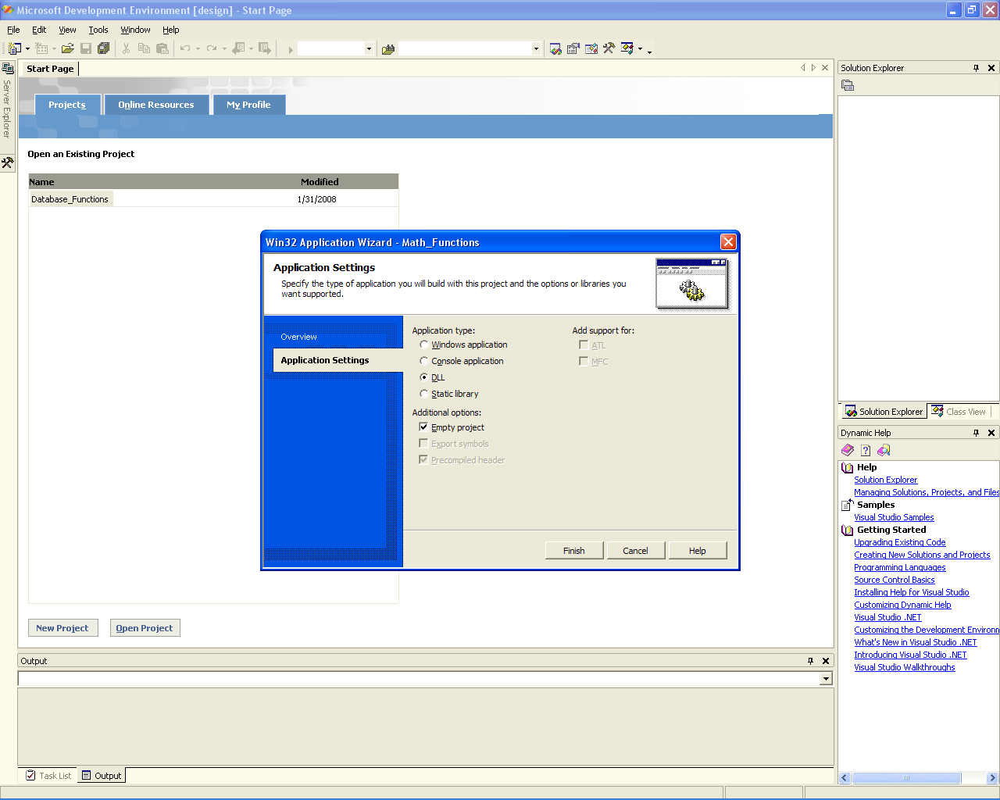 Microsoft Development Environment [design] - Start Page
File Edit View Tools Window Help
Start Page
Server Explorer
Projects Online Resources My Profile
Open an Existing Project
Name Modified
Database_Functions 1/31/2008
New Project Open Project
Win32 Application Wizard - Math_Functions
Application Settings
Specify the type of application you will build with this project and the options or libraries you
want supported.
Overview
Application Settings
Application type:
Windows application
Console application
DLL
Static library
Additional options:
Empty project
Export symbols
Precompiled header
Add support for:
ATL
MFC
Finish Cancel Help
Output
Task List Output
Solution Explorer
Solution Explorer Class View
Dynamic Help
Help
Solution Explorer
Managing Solutions, Projects, and Files
Samples
Visual Studio Samples
Getting Started
Upgrading Existing Code
Creating New Solutions and Projects
Programming Languages
Source Control Basics
Installing Help for Visual Studio
Customizing Dynamic Help
Visual Studio .NET
Customizing the Development Environm
What's New in Visual Studio .NET
Introducing Visual Studio .NET
Visual Studio Walkthroughs